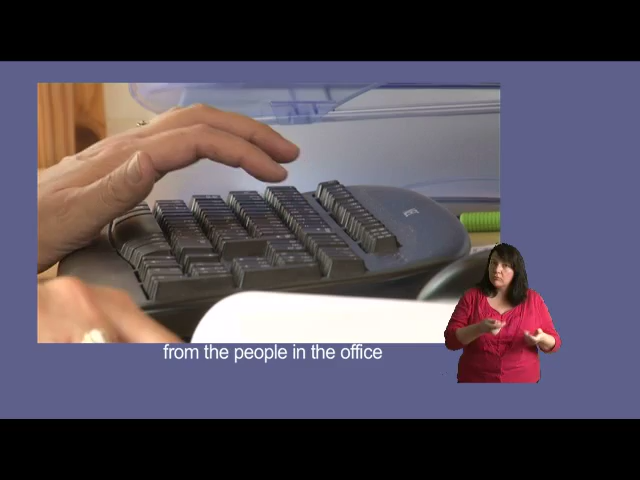 from the people in the office